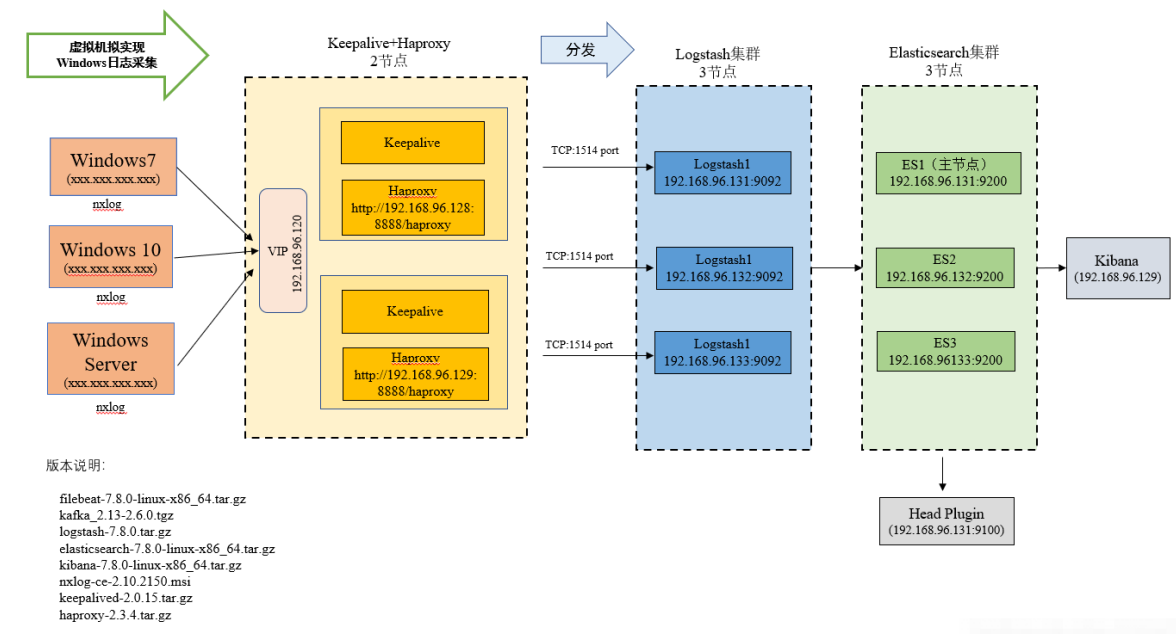 虚拟机拟实现
Windows日志采集
Keepalive+Haproxy
2节点
分发
Logstash集群
3节点
Elasticsearch集群
3节点
Windows7
(xxx.xxx.xxx.xxx)
nxlog
Windows 10
(xxx.xxx.xxx.xxx)
nxlog
Windows
Server
(xxx.xxx.xxx.xxx)
nxlog
VIP
192.168.96.120
Keepalive
Haproxy
http://192.168.96.128:
8888/haproxy
Keepalive
Haproxy
http://192.168.96.129:
8888/haproxy
TCP:1514 port
TCP:1514 port
TCP:1514 port
Logstash1
192.168.96.131:9092
Logstash1
192.168.96.132:9092
Logstash1
192.168.96.133:9092
ES1（主节点）
192.168.96.131:9200
ES2
192.168.96.132:9200
ES3
192.168.96133:9200
Kibana
(192.168.96.129)
Head Plugin
(192.168.96.131:9100)
版本说明：
filebeat-7.8.0-linux-x86_64.tar.gz
kafka_2.13-2.6.0.tgz
logstash-7.8.0.tar.gz
elasticsearch-7.8.0-linux-x86_64.tar.gz
kibana-7.8.0-linux-x86_64.tar.gz
nxlog-ce-2.10.2150.msi
keepalived-2.0.15.tar.gz
haproxy-2.3.4.tar.gz